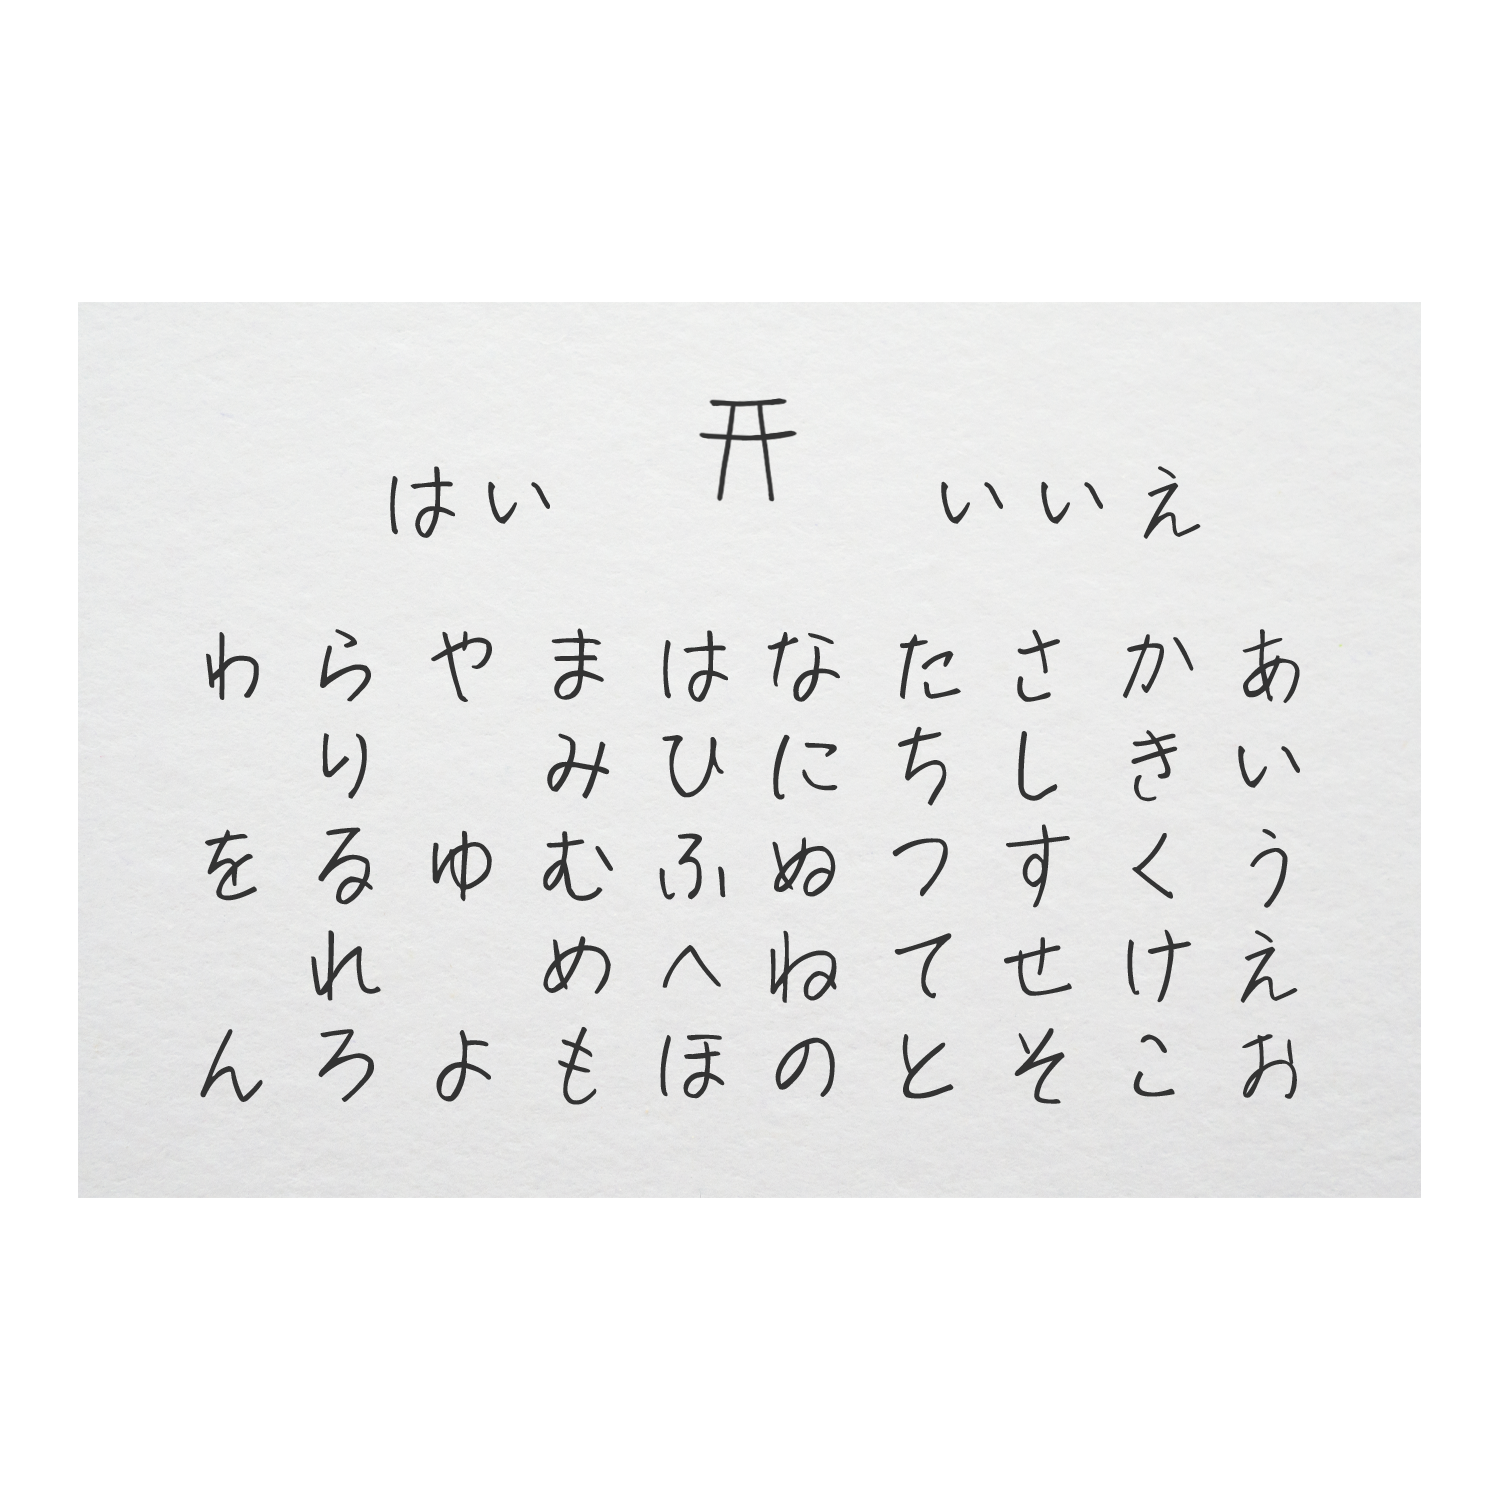 はい いいえ
わ ら や ま は な た さ か あ
り み ひ に ち し き い
を る ゆ む ふ ぬ つ す く う
れ め へ ね て せ け え
ん ろ よ も ほ の と そ こ お